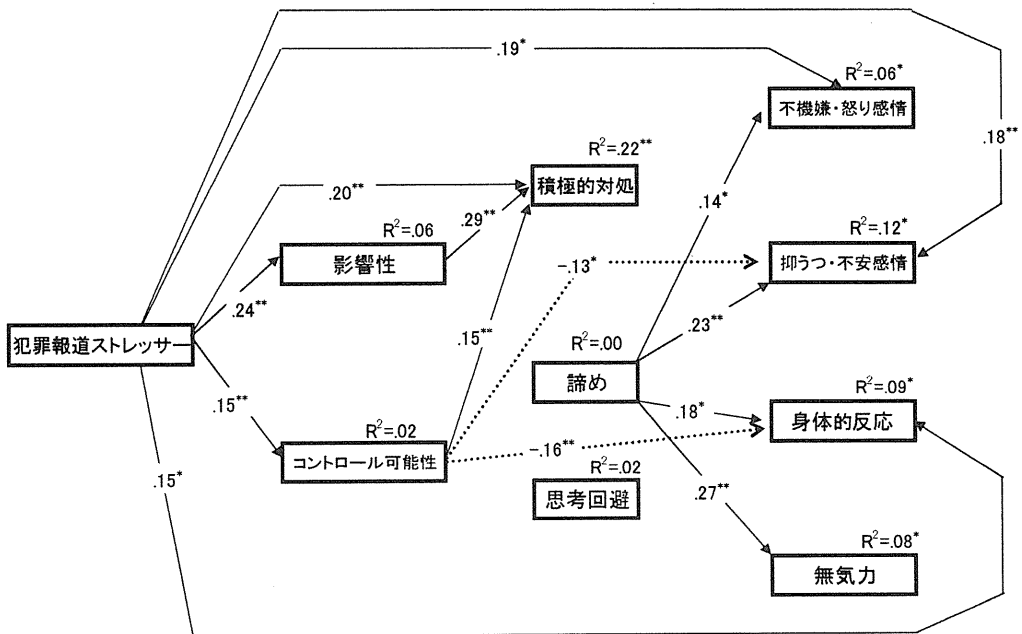 .19*
R²=.06*
不機嫌・怒り感情
.18**
R²=.22**
積極的対処
.20**
.14*
.29**
R²=.06
影響性
R²=.12*
抑うつ・不安感情
-.13*
.24**
.23**
犯罪報道ストレッサー
.15**
R²=.00
諦め
.15**
.18*
R²=.09*
身体的反応
R²=.02
コントロール可能性
-.16**
.15*
R²=.02
思考回避
.27**
R²=.08*
無気力